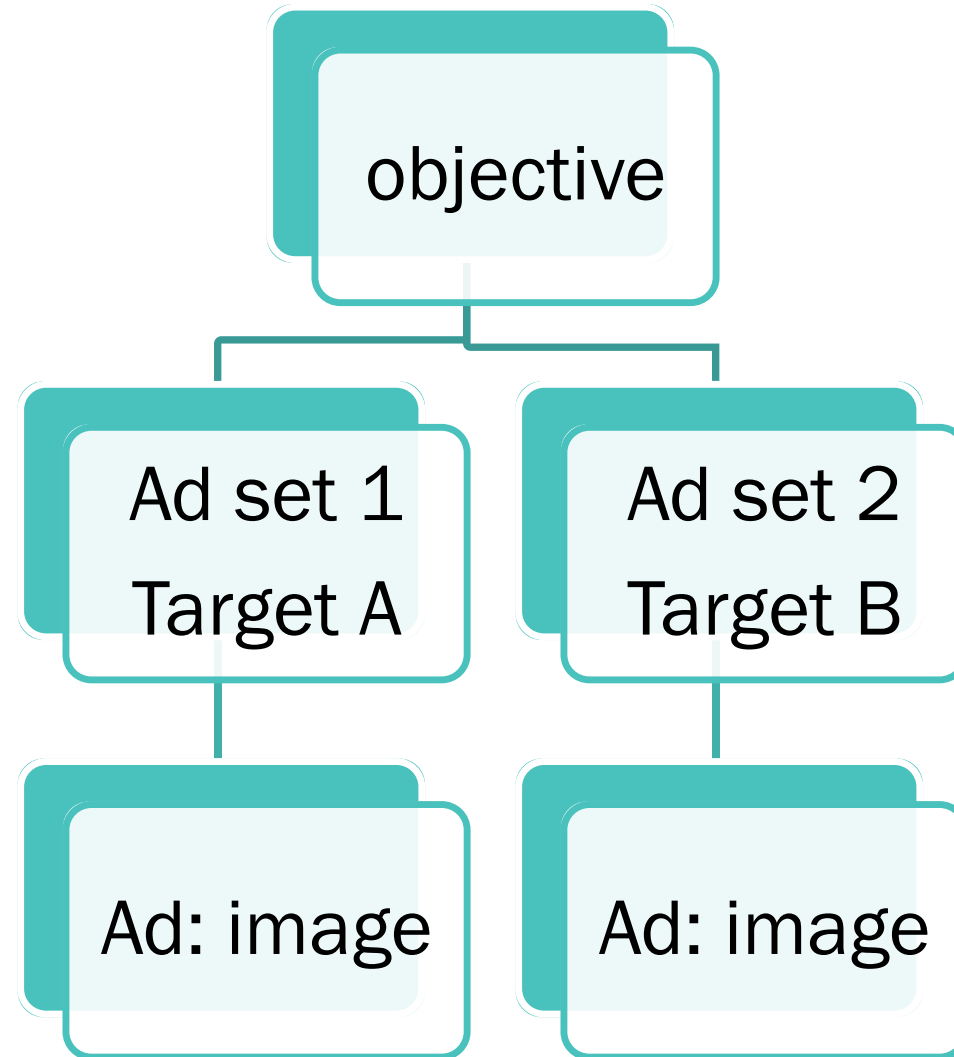 objective
Ad set 1
Target A
Ad set 2
Target B
Ad: image
Ad: image